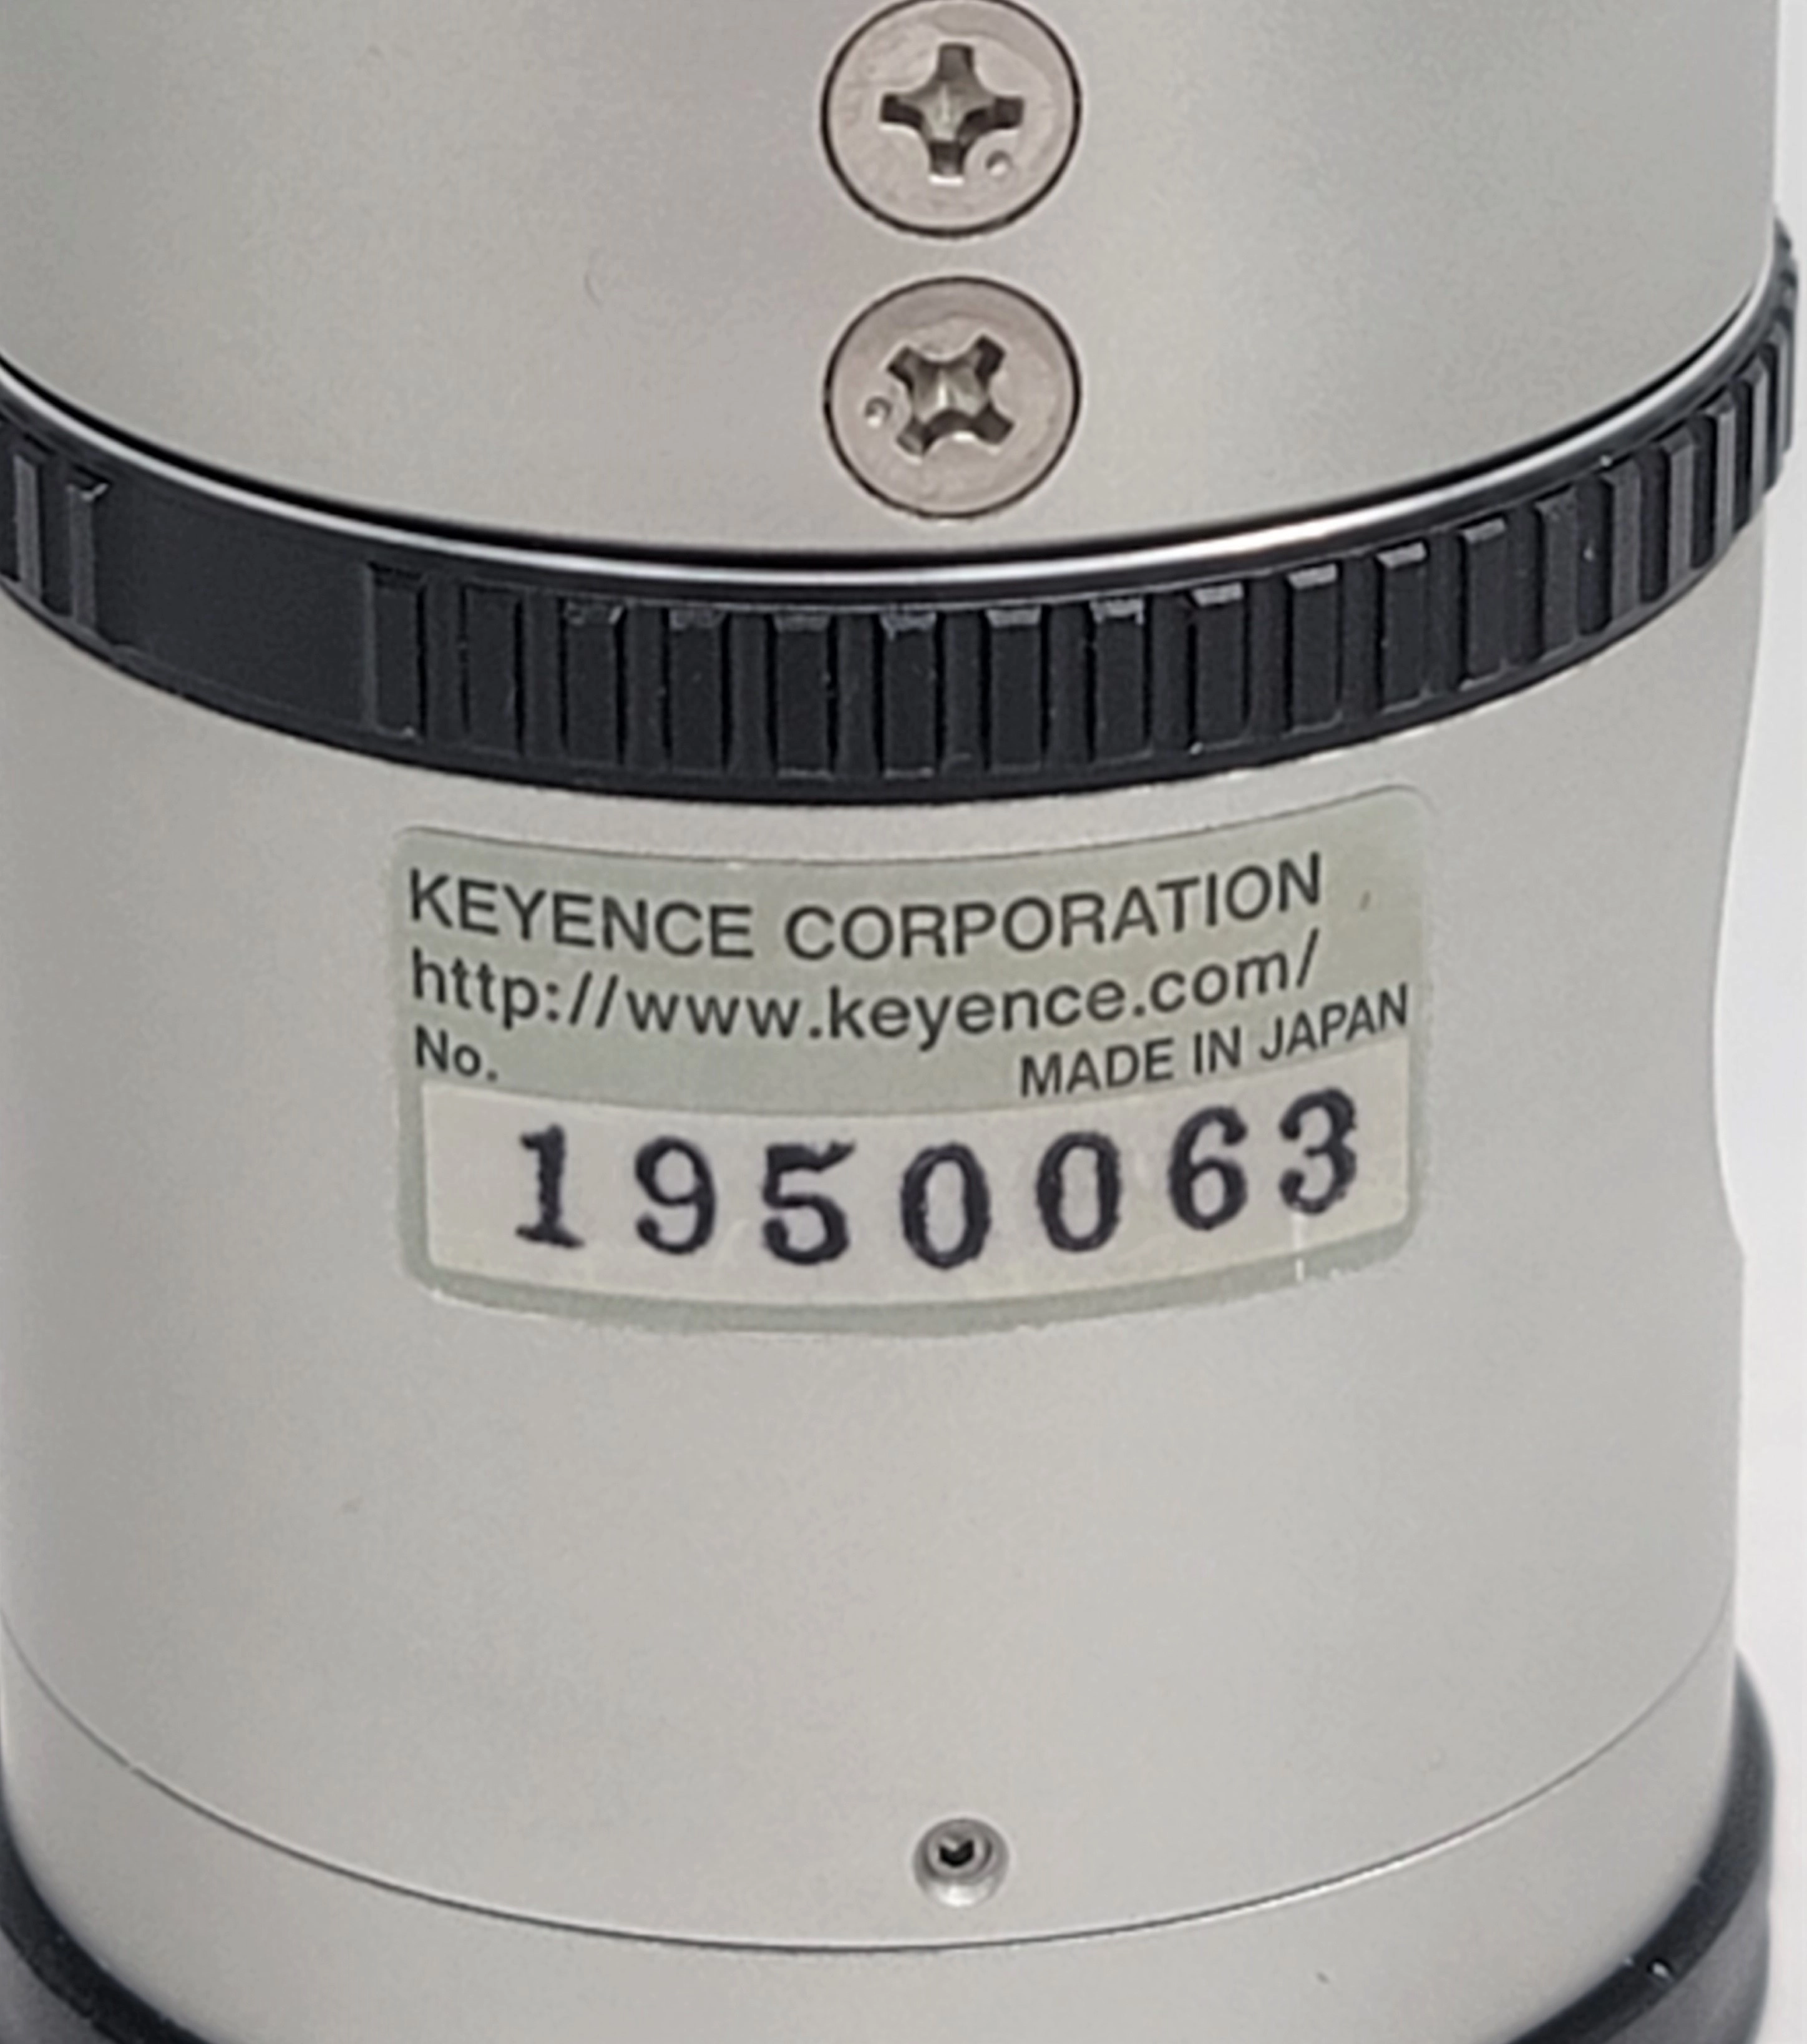 KEYENCE CORPORATION
http://www.keyence.com/
No. MADE IN JAPAN
1950063